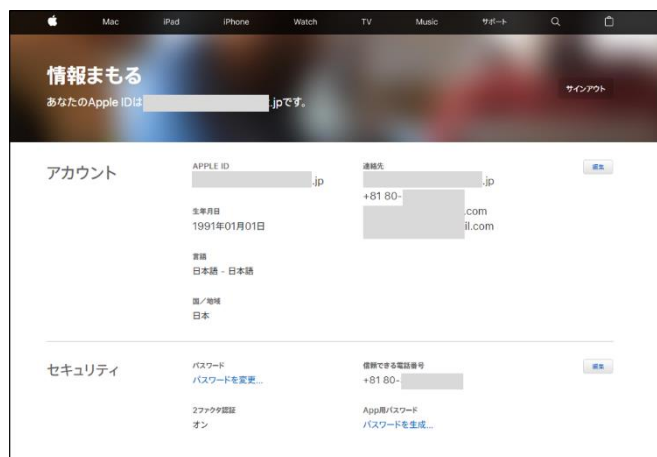 Mac iPad iPhone Watch TV Music サポート
情報まもる
あなたのApple IDは .jpです。
サインアウト
アカウント
APPLE ID
.jp
生年月日
1991年01月01日
言語
日本語 - 日本語
国/地域
日本
連絡先
.jp
+81 80-
.com
il.com
編集
セキュリティ
パスワード
パスワードを変更...
2ファクタ認証
オン
信頼できる電話番号
+81 80-
App用パスワード
パスワードを生成...
編集